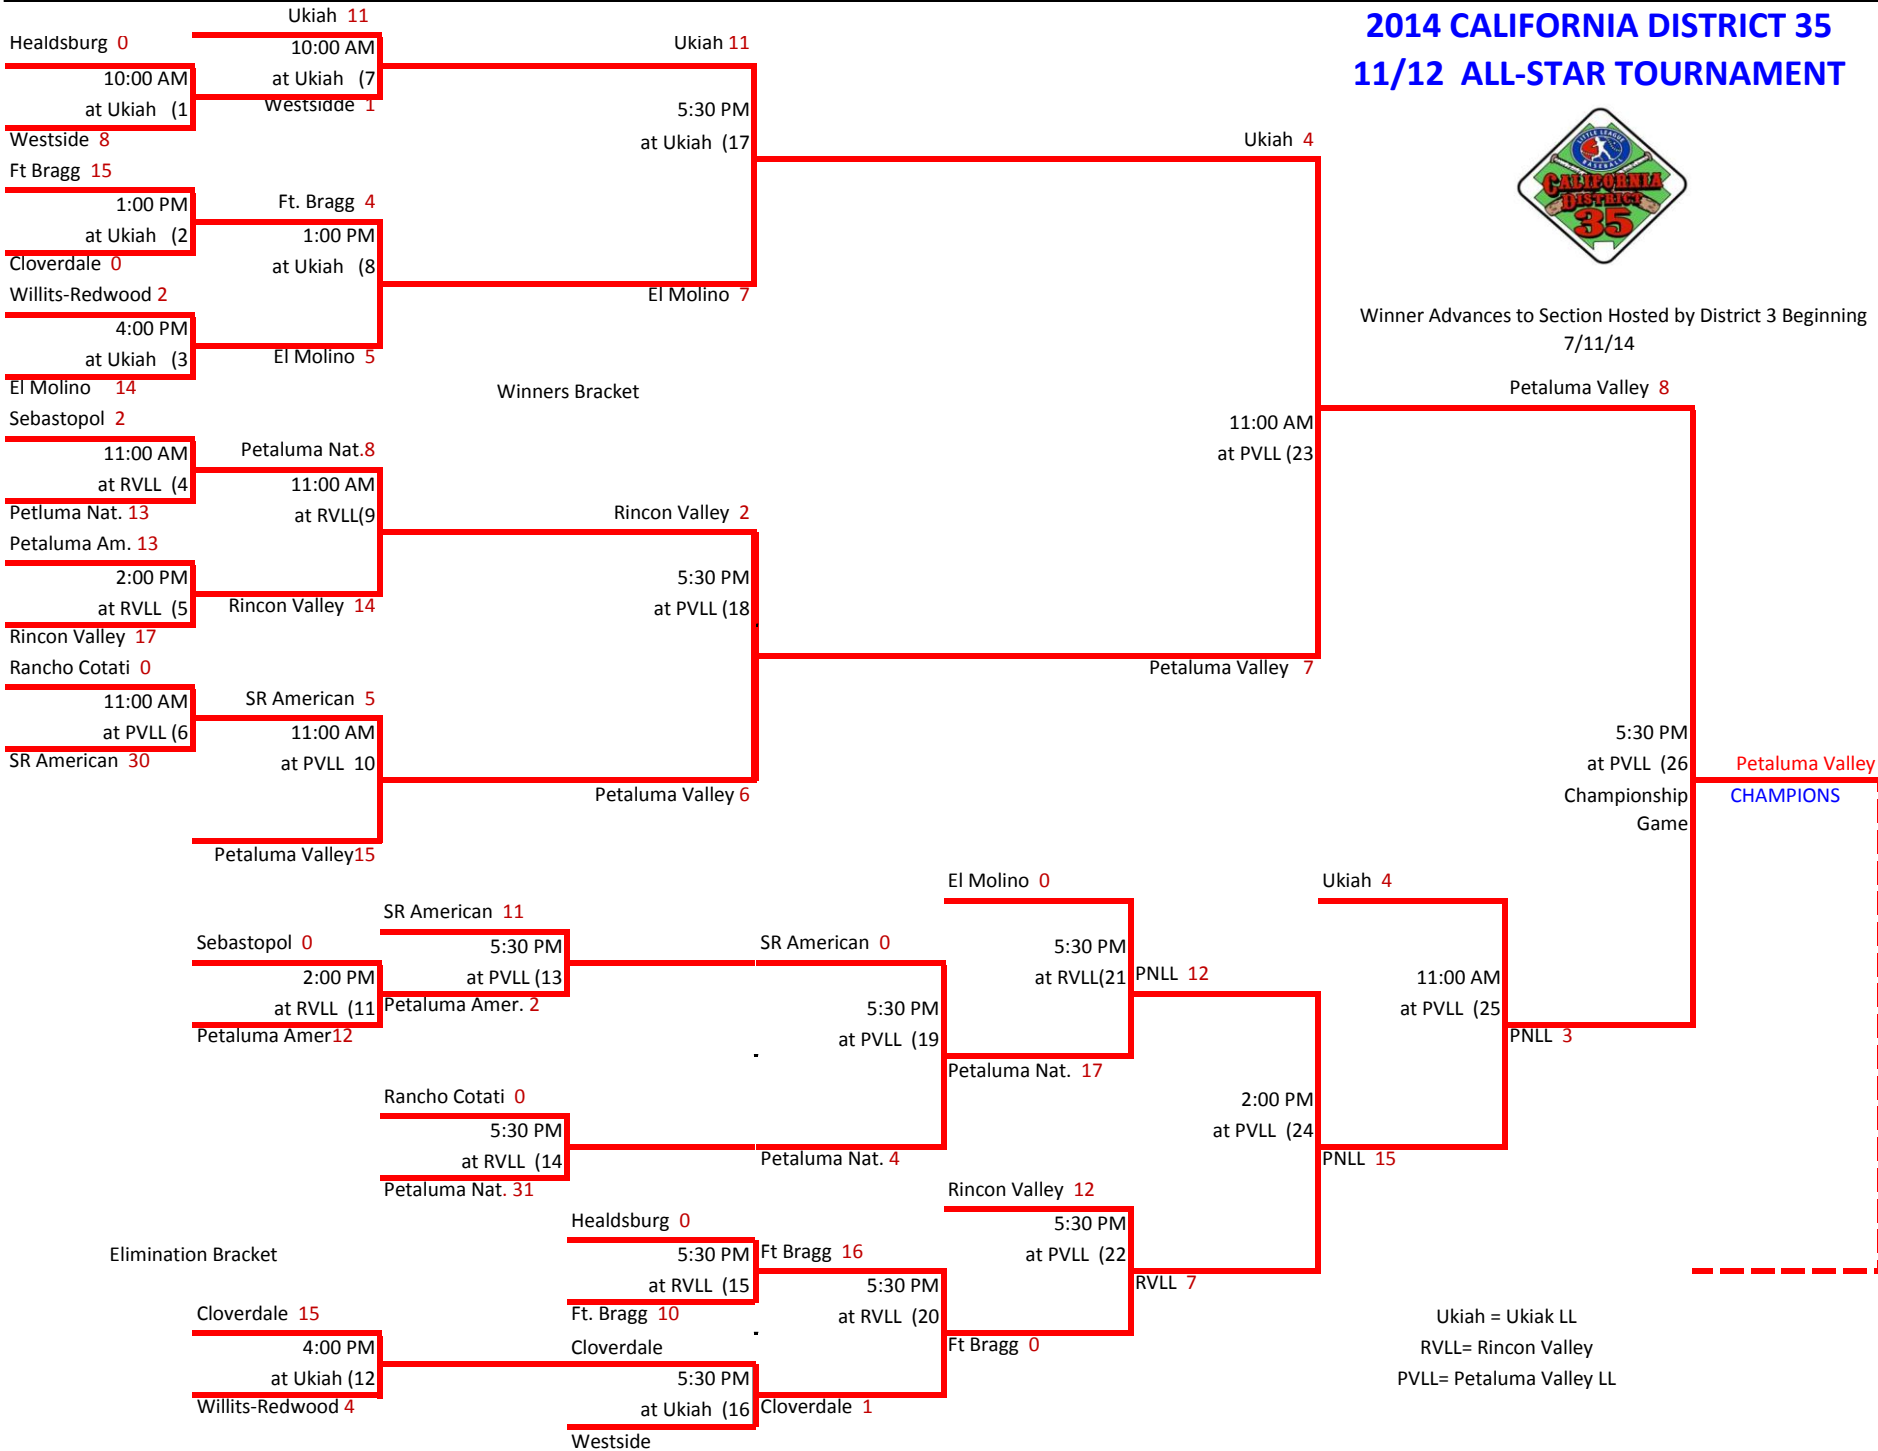 2014 CALIFORNIA DISTRICT 35
11/12 ALL-STAR TOURNAMENT
LITTLE LEAGUE
BASEBALL
CALIFORNIA
DISTRICT
35
Winner Advances to Section Hosted by District 3 Beginning
7/11/14
Healdsburg 0
10:00 AM
at Ukiah (1
Westside 8
Ft Bragg 15
1:00 PM
at Ukiah (2
Cloverdale 0
Willits-Redwood 2
4:00 PM
at Ukiah (3
El Molino 14
Sebastopol 2
11:00 AM
at RVLL (4
Petluma Nat. 13
Petaluma Am. 13
2:00 PM
at RVLL (5
Rincon Valley 17
Rancho Cotati 0
11:00 AM
at PVLL (6
SR American 30
Ukiah 11
10:00 AM
at Ukiah (7
Westsidde 1
Ft. Bragg 4
1:00 PM
at Ukiah (8
El Molino 5
Petaluma Nat.8
11:00 AM
at RVLL(9
Rincon Valley 14
SR American 5
11:00 AM
at PVLL 10
Petaluma Valley15
Ukiah 11
5:30 PM
at Ukiah (17
El Molino 7
Winners Bracket
Rincon Valley 2
5:30 PM
at PVLL (18
Petaluma Valley 6
Ukiah 4
11:00 AM
at PVLL (23
Petaluma Valley 7
Petaluma Valley 8
5:30 PM
at PVLL (26
Championship
Game
Petaluma Valley
CHAMPIONS
Sebastopol 0
2:00 PM
at RVLL (11
Petaluma Amer12
SR American 11
5:30 PM
at PVLL (13
Petaluma Amer. 2
Rancho Cotati 0
5:30 PM
at RVLL (14
Petaluma Nat. 31
SR American 0
5:30 PM
at PVLL (19
Petaluma Nat. 4
El Molino 0
5:30 PM
at RVLL(21
Petaluma Nat. 17
PNLL 12
2:00 PM
at PVLL (24
RVLL 7
Ukiah 4
11:00 AM
at PVLL (25
PNLL 15
PNLL 3
Elimination Bracket
Cloverdale 15
4:00 PM
at Ukiah (12
Willits-Redwood 4
Healdsburg 0
5:30 PM
at RVLL (15
Ft. Bragg 10
Cloverdale
5:30 PM
at Ukiah (16
Westside
Ft Bragg 16
5:30 PM
at RVLL (20
Cloverdale 1
Rincon Valley 12
5:30 PM
at PVLL (22
Ft Bragg 0
Ukiah = Ukiak LL
RVLL= Rincon Valley
PVLL= Petaluma Valley LL